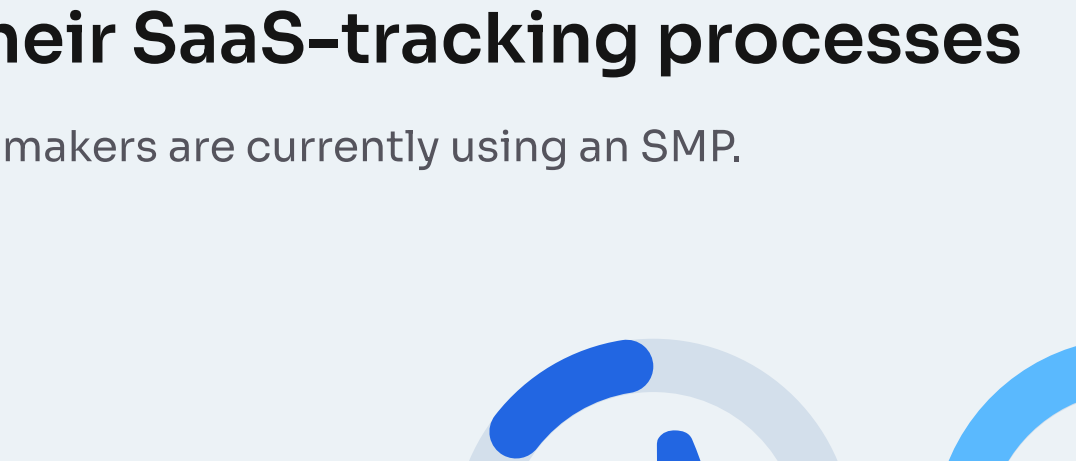 heir SaaS-tracking processes
makers are currently using an SMP.